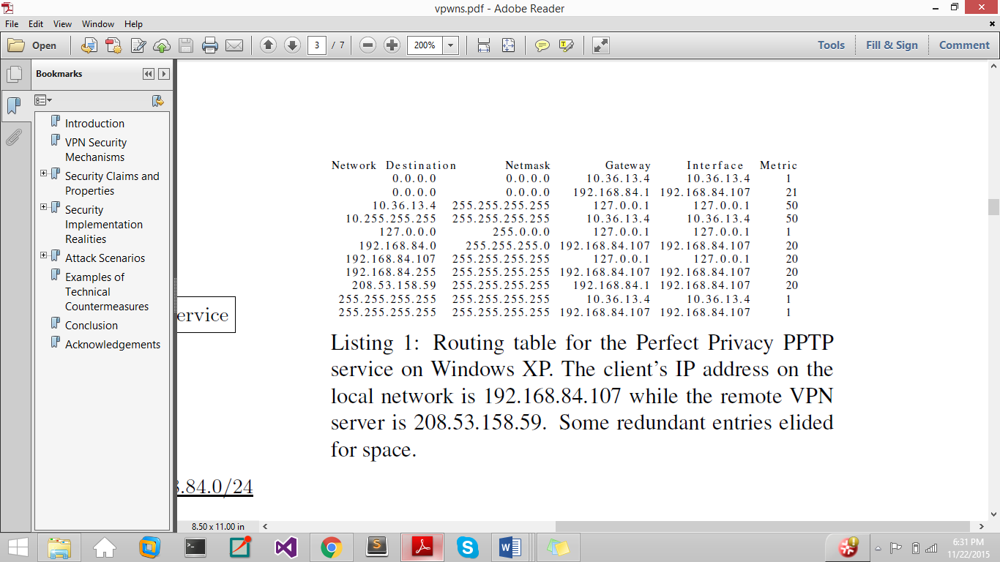 vpwns.pdf - Adobe Reader
File Edit View Window Help
Open 3 / 7 200% Tools Fill & Sign Comment
Bookmarks
Introduction
VPN Security
Mechanisms
Security Claims and
Properties
Security
Implementation
Realities
Attack Scenarios
Examples of
Technical
Countermeasures
Conclusion
Acknowledgements
ervice
.84.0/24
Network Destination Netmask Gateway Interface Metric
0.0.0.0 0.0.0.0 10.36.13.4 10.36.13.4 1
0.0.0.0 0.0.0.0 192.168.84.1 192.168.84.107 21
10.36.13.4 255.255.255.255 127.0.0.1 127.0.0.1 50
10.255.255.255 255.255.255.255 10.36.13.4 10.36.13.4 50
127.0.0.0 255.0.0.0 127.0.0.1 127.0.0.1 1
192.168.84.0 255.255.255.0 192.168.84.107 192.168.84.107 20
192.168.84.107 255.255.255.255 127.0.0.1 127.0.0.1 20
192.168.84.255 255.255.255.255 192.168.84.107 192.168.84.107 20
208.53.158.59 255.255.255.255 192.168.84.1 192.168.84.107 20
255.255.255.255 255.255.255.255 10.36.13.4 10.36.13.4 1
255.255.255.255 255.255.255.255 192.168.84.107 192.168.84.107 1
Listing 1: Routing table for the Perfect Privacy PPTP
service on Windows XP. The client's IP address on the
local network is 192.168.84.107 while the remote VPN
server is 208.53.158.59. Some redundant entries elided
for space.
8.50 x 11.00 in
6:31 PM
11/22/2015